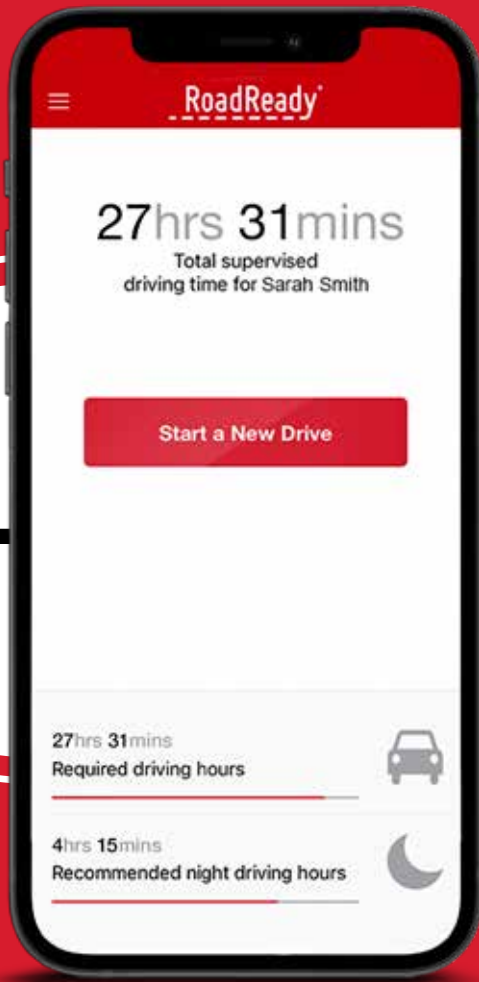 RoadReady®
27hrs 31mins
Total supervised
driving time for Sarah Smith
Start a New Drive
27hrs 31mins
Required driving hours
4hrs 15mins
Recommended night driving hours